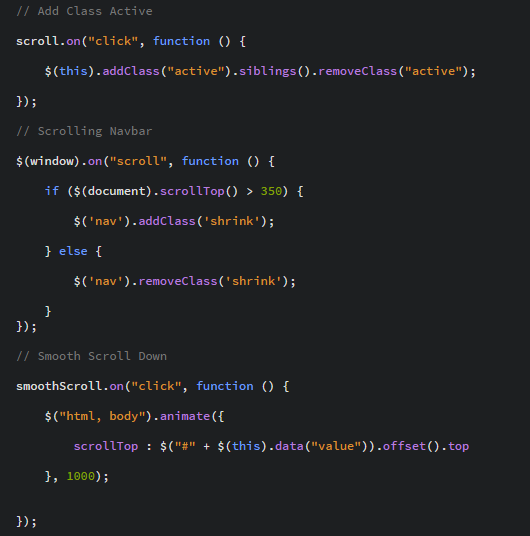 // Add Class Active
scroll.on("click", function () {
$(this).addClass("active").siblings().removeClass("active");
});
// Scrolling Navbar
$(window).on("scroll", function () {
if ($(document).scrollTop() > 350) {
$('nav').addClass('shrink');
} else {
$('nav').removeClass('shrink');
}
});
// Smooth Scroll Down
smoothScroll.on("click", function () {
$("html, body").animate({
scrollTop : $("#" + $(this).data("value")).offset().top
}, 1000);
});